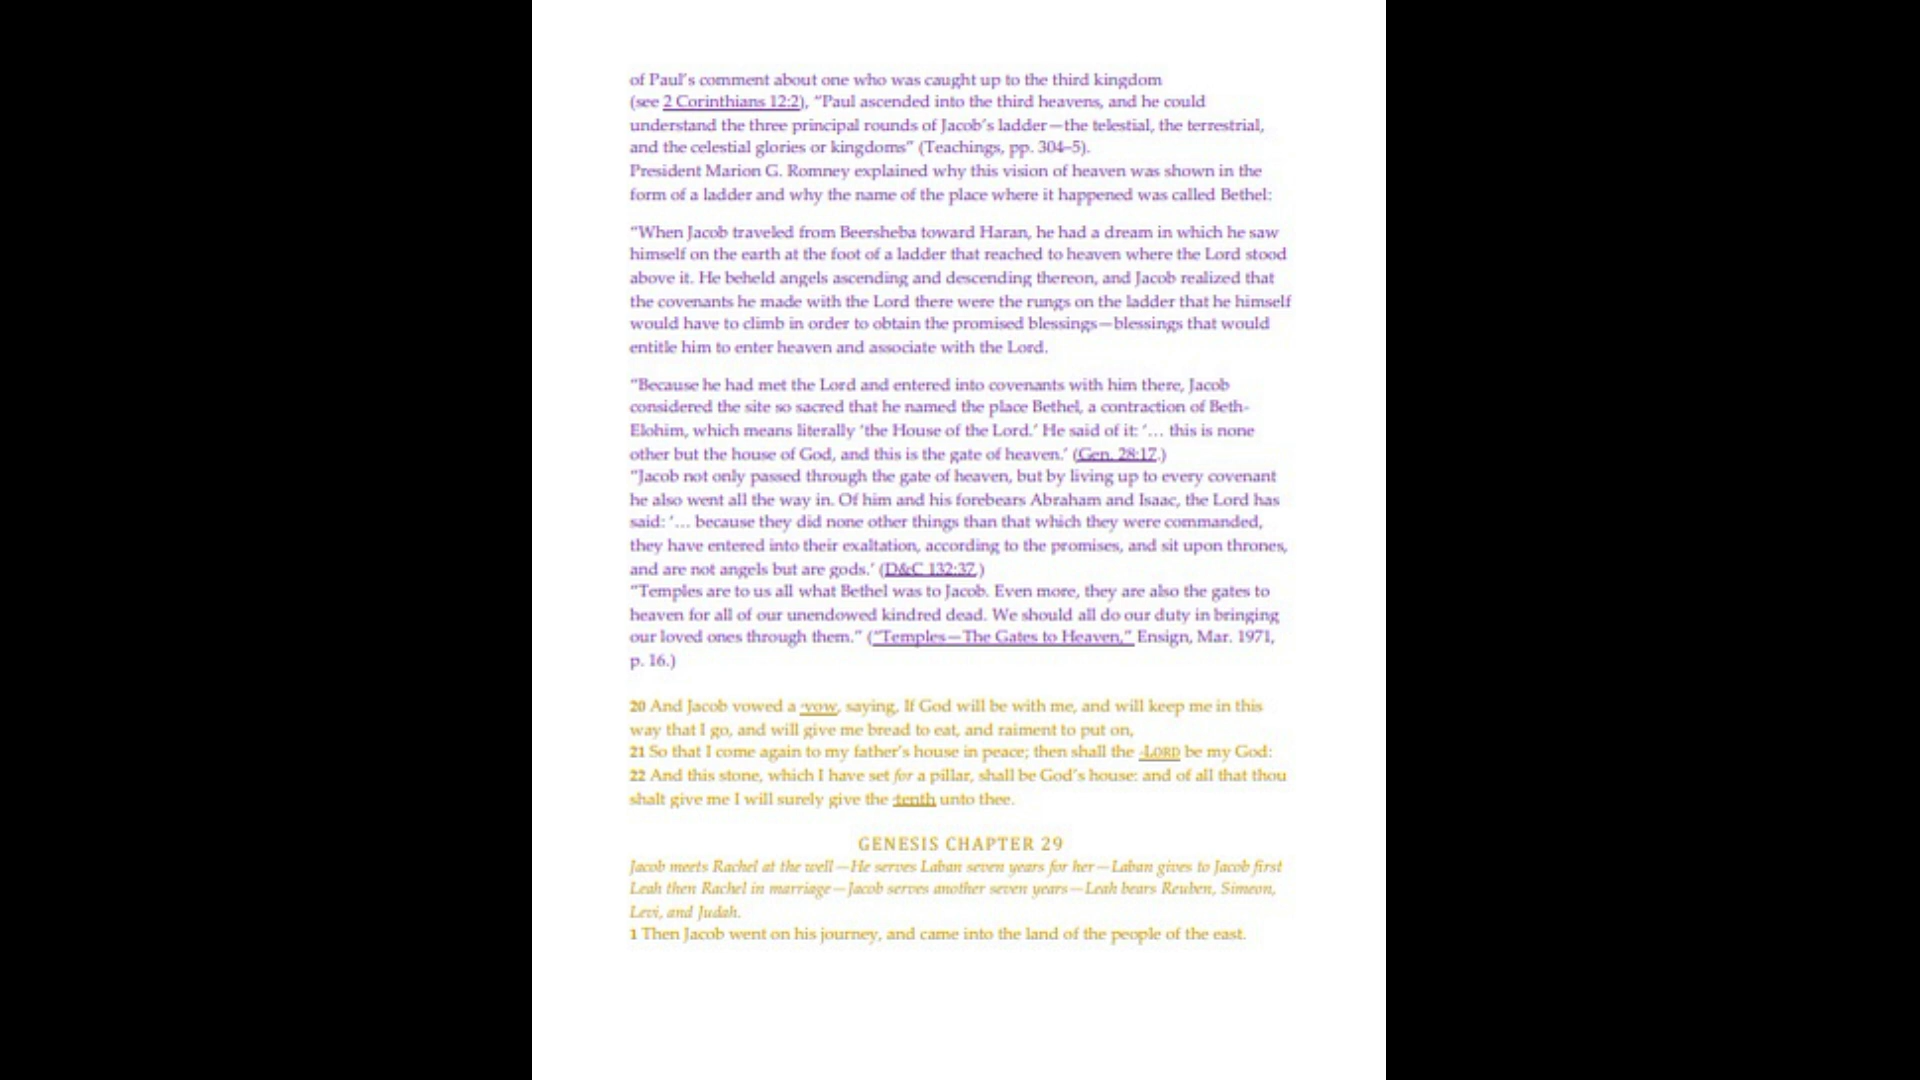 of Paul's comment about one who was caught up to the third kingdom
(see 2 Corinthians 12:2), “Paul ascended into the third heavens, and he could
understand the three principal rounds of Jacob's ladder—the telestial, the terrestrial,
and the celestial glories or kingdoms” (Teachings, pp. 304–5).
President Marion G. Romney explained why this vision of heaven was shown in the
form of a ladder and why the name of the place where it happened was called Bethel:
“When Jacob traveled from Beersheba toward Haran, he had a dream in which he saw
himself on the earth at the foot of a ladder that reached to heaven where the Lord stood
above it. He beheld angels ascending and descending thereon, and Jacob realized that
the covenants he made with the Lord there were the rungs on the ladder that he himself
would have to climb in order to obtain the promised blessings—blessings that would
entitle him to enter heaven and associate with the Lord.
“Because he had met the Lord and entered into covenants with him there, Jacob
considered the site so sacred that he named the place Bethel, a contraction of Beth-
Elohim, which means literally ‘the House of the Lord.’ He said of it: ‘… this is none
other but the house of God, and this is the gate of heaven.’ (Gen. 28:17.)
“Jacob not only passed through the gate of heaven, but by living up to every covenant
he also went all the way in. Of him and his forebears Abraham and Isaac, the Lord has
said: ‘… because they did none other things than that which they were commanded,
they have entered into their exaltation, according to the promises, and sit upon thrones,
and are not angels but are gods.’ (D&C 132:37.)
“Temples are to us all what Bethel was to Jacob. Even more, they are also the gates to
heaven for all of our unendowed kindred dead. We should all do our duty in bringing
our loved ones through them.” (“Temples—The Gates to Heaven,” Ensign, Mar. 1971,
p. 16.)
20 And Jacob vowed a vow, saying, If God will be with me, and will keep me in this
way that I go, and will give me bread to eat, and raiment to put on,
21 So that I come again to my father's house in peace; then shall the LORD be my God:
22 And this stone, which I have set for a pillar, shall be God's house: and of all that thou
shalt give me I will surely give the tenth unto thee.
GENESIS CHAPTER 29
Jacob meets Rachel at the well—He serves Laban seven years for her—Laban gives to Jacob first
Leah then Rachel in marriage—Jacob serves another seven years—Leah bears Reuben, Simeon,
Levi, and Judah.
1 Then Jacob went on his journey, and came into the land of the people of the east.